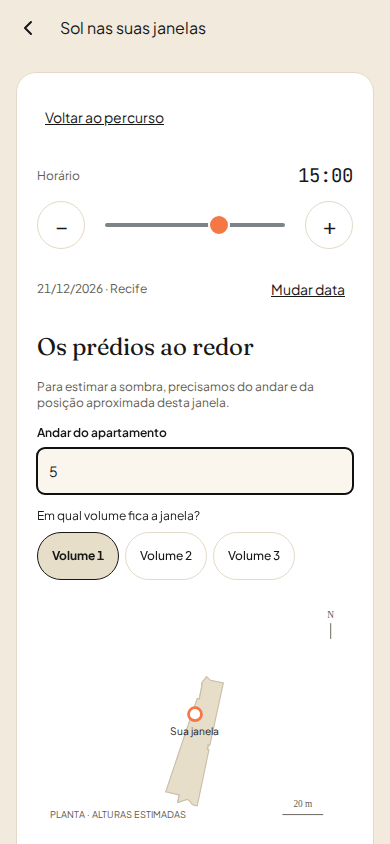 Sol nas suas janelas
Voltar ao percurso
Horário
15:00
−
+
21/12/2026 · Recife
Mudar data
Os prédios ao redor
Para estimar a sombra, precisamos do andar e da
posição aproximada desta janela.
Andar do apartamento
5
Em qual volume fica a janela?
Volume 1
Volume 2
Volume 3
N
Sua janela
20 m
PLANTA · ALTURAS ESTIMADAS